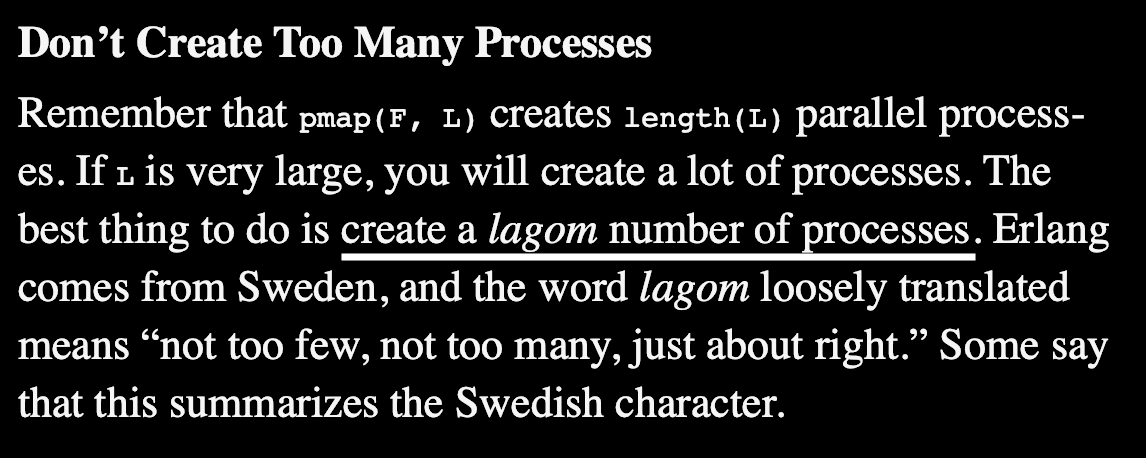 Don’t Create Too Many Processes
Remember that pmap(F, L) creates length(L) parallel process-
es. If L is very large, you will create a lot of processes. The
best thing to do is create a lagom number of processes. Erlang
comes from Sweden, and the word lagom loosely translated
means “not too few, not too many, just about right.” Some say
that this summarizes the Swedish character.